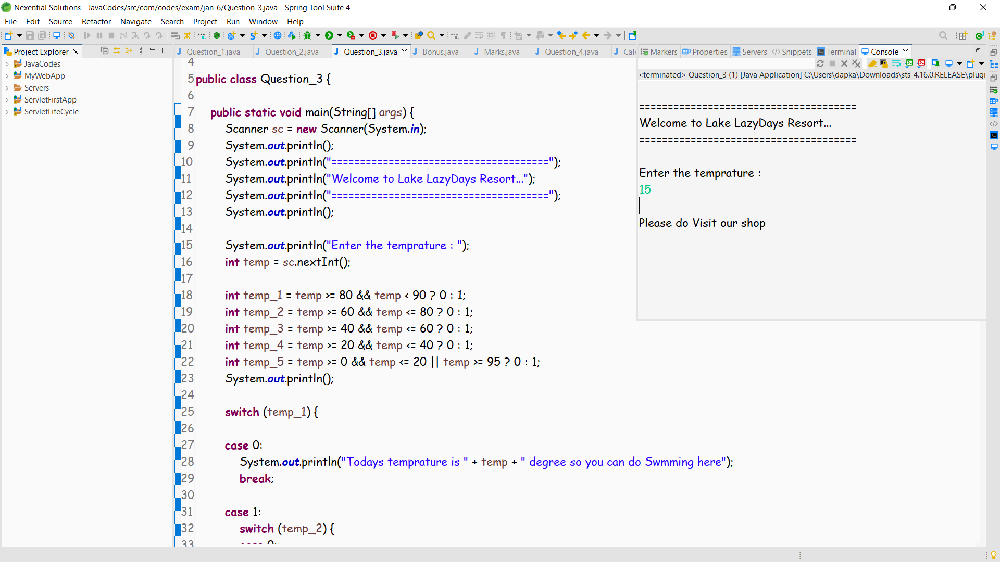 Nexential Solutions - JavaCodes/src/com/codes/exam/jan_6/Question_3.java - Spring Tool Suite 4
File Edit Source Refactor Navigate Search Project Run Window Help
Project Explorer
JavaCodes
MyWebApp
Servers
ServletFirstApp
ServletLifeCycle
Question_1.java Question_2.java Question_3.java Bonus.java Marks.java Question_4.java Calc
4
5 public class Question_3 {
6
7 public static void main(String[] args) {
8 Scanner sc = new Scanner(System.in);
9 System.out.println();
10 System.out.println("======================================");
11 System.out.println("Welcome to Lake LazyDays Resort...");
12 System.out.println("======================================");
13 System.out.println();
14
15 System.out.println("Enter the temprature : ");
16 int temp = sc.nextInt();
17
18 int temp_1 = temp >= 80 && temp < 90 ? 0 : 1;
19 int temp_2 = temp >= 60 && temp <= 80 ? 0 : 1;
20 int temp_3 = temp >= 40 && temp <= 60 ? 0 : 1;
21 int temp_4 = temp >= 20 && temp <= 40 ? 0 : 1;
22 int temp_5 = temp >= 0 && temp <= 20 || temp >= 95 ? 0 : 1;
23 System.out.println();
24
25 switch (temp_1) {
26
27 case 0:
28 System.out.println("Todays temprature is " + temp + " degree so you can do Swmming here");
29 break;
30
31 case 1:
32 switch (temp_2) {
33 case 0:
Markers Properties Servers Snippets Terminal Console
<terminated> Question_3 (1) [Java Application] C:\Users\dapka\Downloads\sts-4.16.0.RELEASE\plugi
======================================
Welcome to Lake LazyDays Resort...
======================================
Enter the temprature :
15
Please do Visit our shop